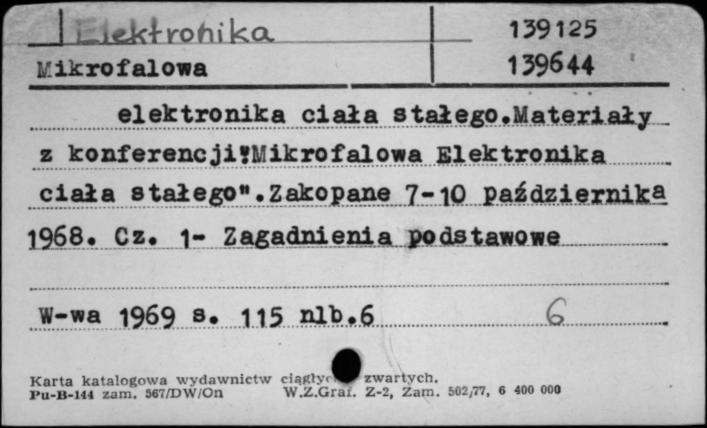 Elektronika 139125
Mikrofalowa 139644
elektronika ciała stałego.Materiały
z konferencji"Mikrofalowa Elektronika
ciała stałego".Zakopane 7-10 października
1968. Cz. 1- Zagadnienia podstawowe
W-wa 1969 s. 115 nlb.6 6
Karta katalogowa wydawnictw zwartych.
Pu-B-144 zam. 567/DW/On W.Z.Graf. Z-2, Zam. 502/77, 6 400 000